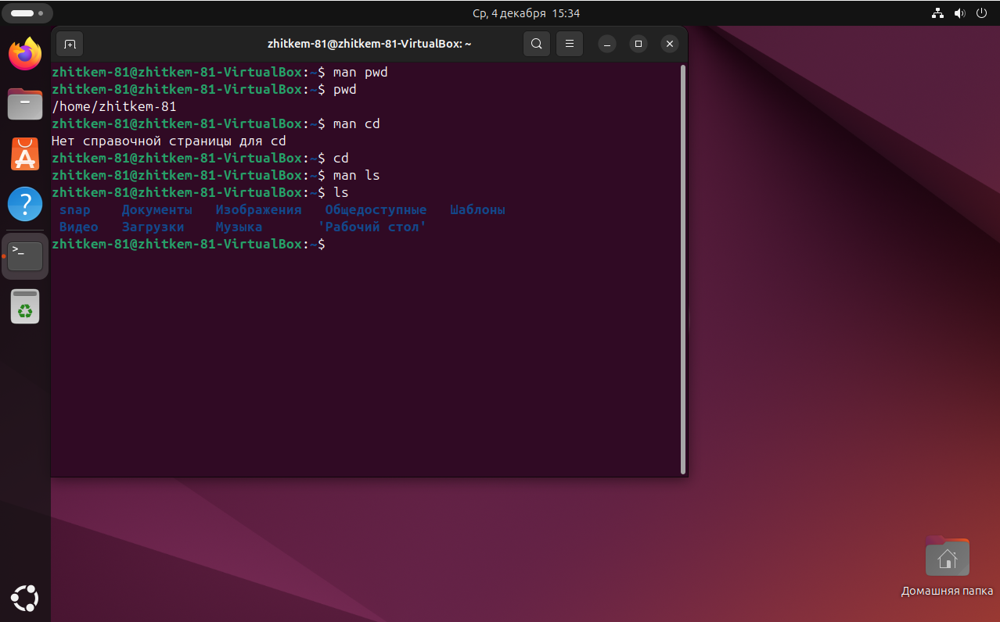 Ср, 4 декабря 15:34
zhitkem-81@zhitkem-81-VirtualBox: ~
zhitkem-81@zhitkem-81-VirtualBox:~$ man pwd
zhitkem-81@zhitkem-81-VirtualBox:~$ pwd
/home/zhitkem-81
zhitkem-81@zhitkem-81-VirtualBox:~$ man cd
Нет справочной страницы для cd
zhitkem-81@zhitkem-81-VirtualBox:~$ cd
zhitkem-81@zhitkem-81-VirtualBox:~$ man ls
zhitkem-81@zhitkem-81-VirtualBox:~$ ls
snap Документы Изображения Общедоступные Шаблоны
Видео Загрузки Музыка 'Рабочий стол'
zhitkem-81@zhitkem-81-VirtualBox:~$
Домашняя папка